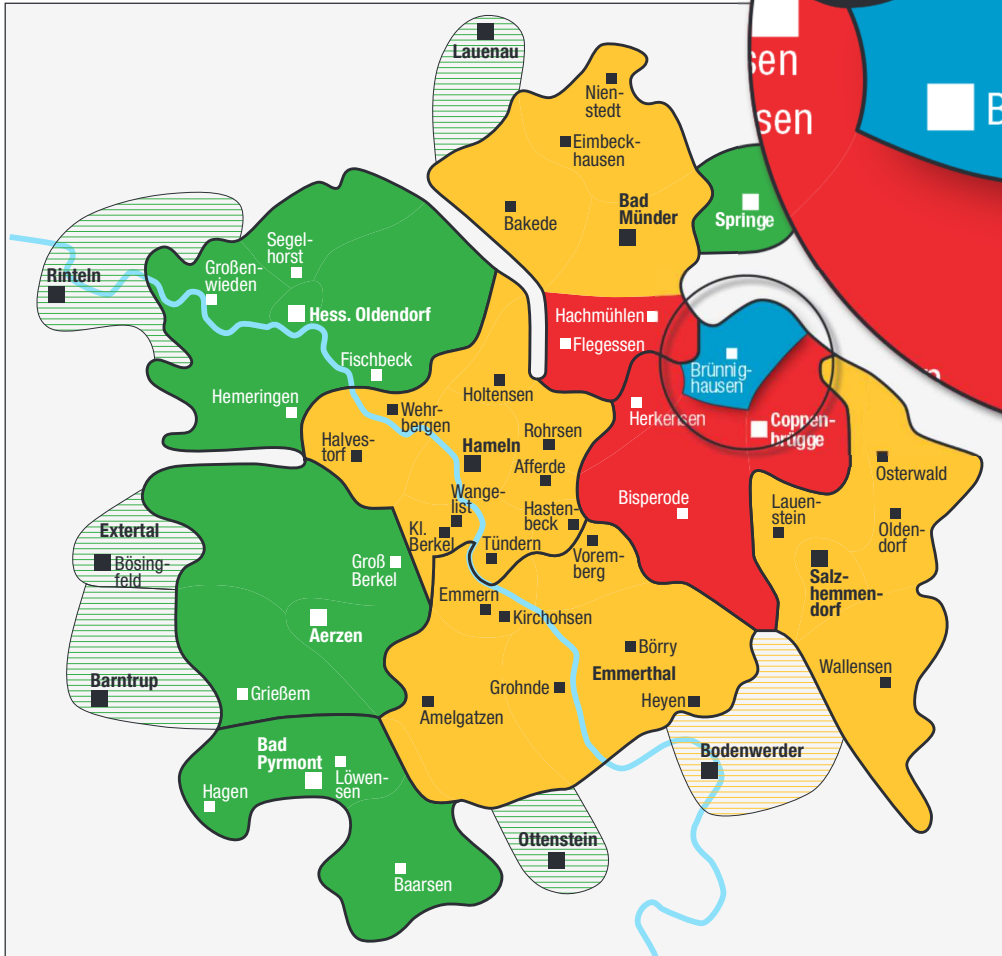 Lauenau
Nien-
stedt
Eimbeck-
hausen
Bad
Münder
Bakede
Springe
sen
sen
B
Segel-
horst
Großen-
wieden
Rinteln
Hess. Oldendorf
Hachmühlen
Flegessen
Fischbeck
Brünnig-
hausen
Holtensen
Hemeringen
Wehr-
bergen
Herkensen
Coppen-
brügge
Halves-
torf
Hameln
Rohrsen
Afferde
Osterwald
Wange-
list
Hasten-
beck
Bisperode
Lauen-
stein
Olden-
dorf
Kl.
Berkel
Tündern
Vorem-
berg
Extertal
Bösing-
feld
Groß
Berkel
Salz-
hemmen-
dorf
Emmern
Kirchohsen
Aerzen
Börry
Emmerthal
Wallensen
Barntrup
Grießem
Grohnde
Heyen
Amelgatzen
Bad
Pyrmont
Löwen-
sen
Bodenwerder
Hagen
Ottenstein
Baarsen